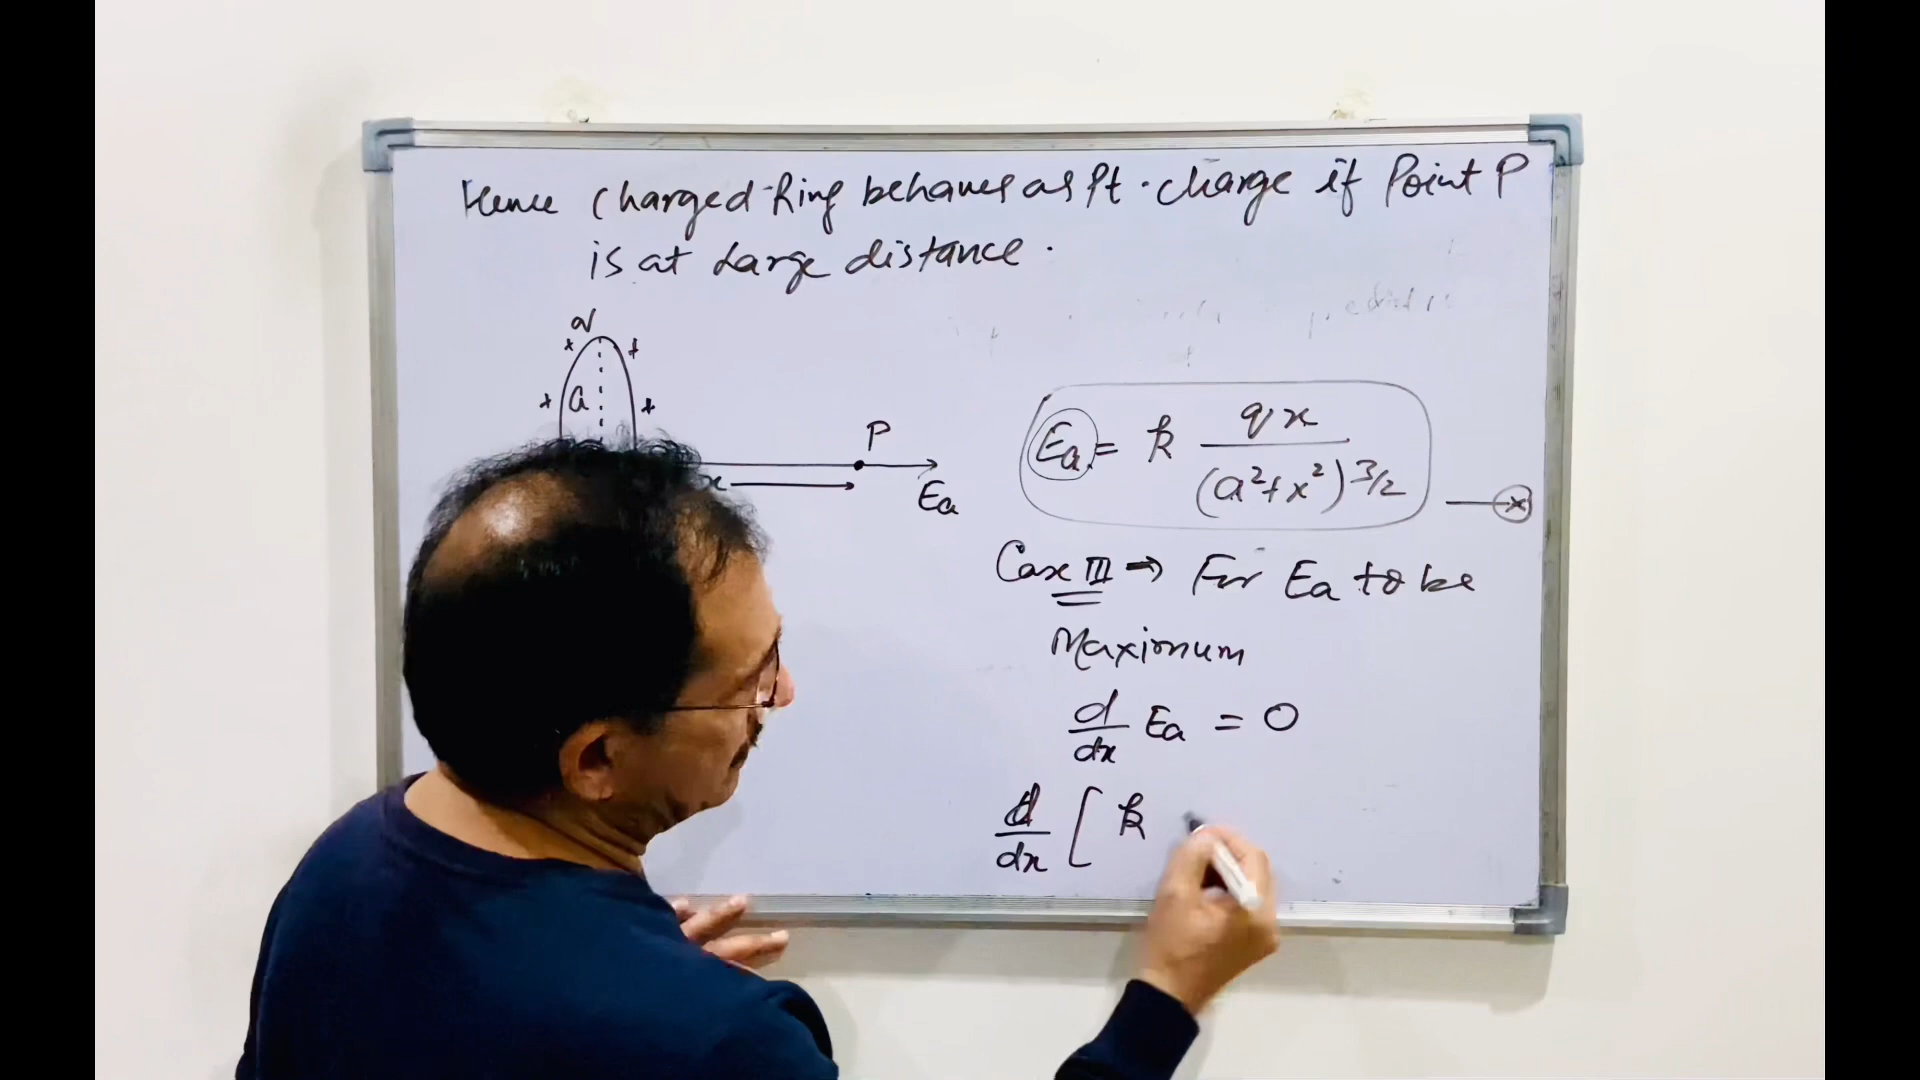 Hence Charged Ring behaves as Pt. charge if Point P
is at Large distance.
q
+ +
a
+ +
P
x
Ea
Ea = k qx / (a²+x²)^3/2
x
Case III → For Ea to be
Maximum
d/dx Ea = 0
d/dx [ k